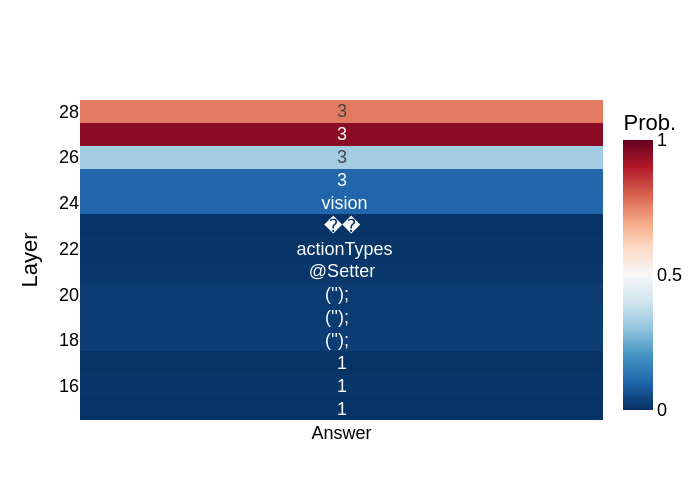 Prob.
28 3
3 1
26 3
3
24 vision
��
22 actionTypes
@Setter 0.5
20 ('');
('');
18 ('');
1
16 1
1 0
Answer
Layer